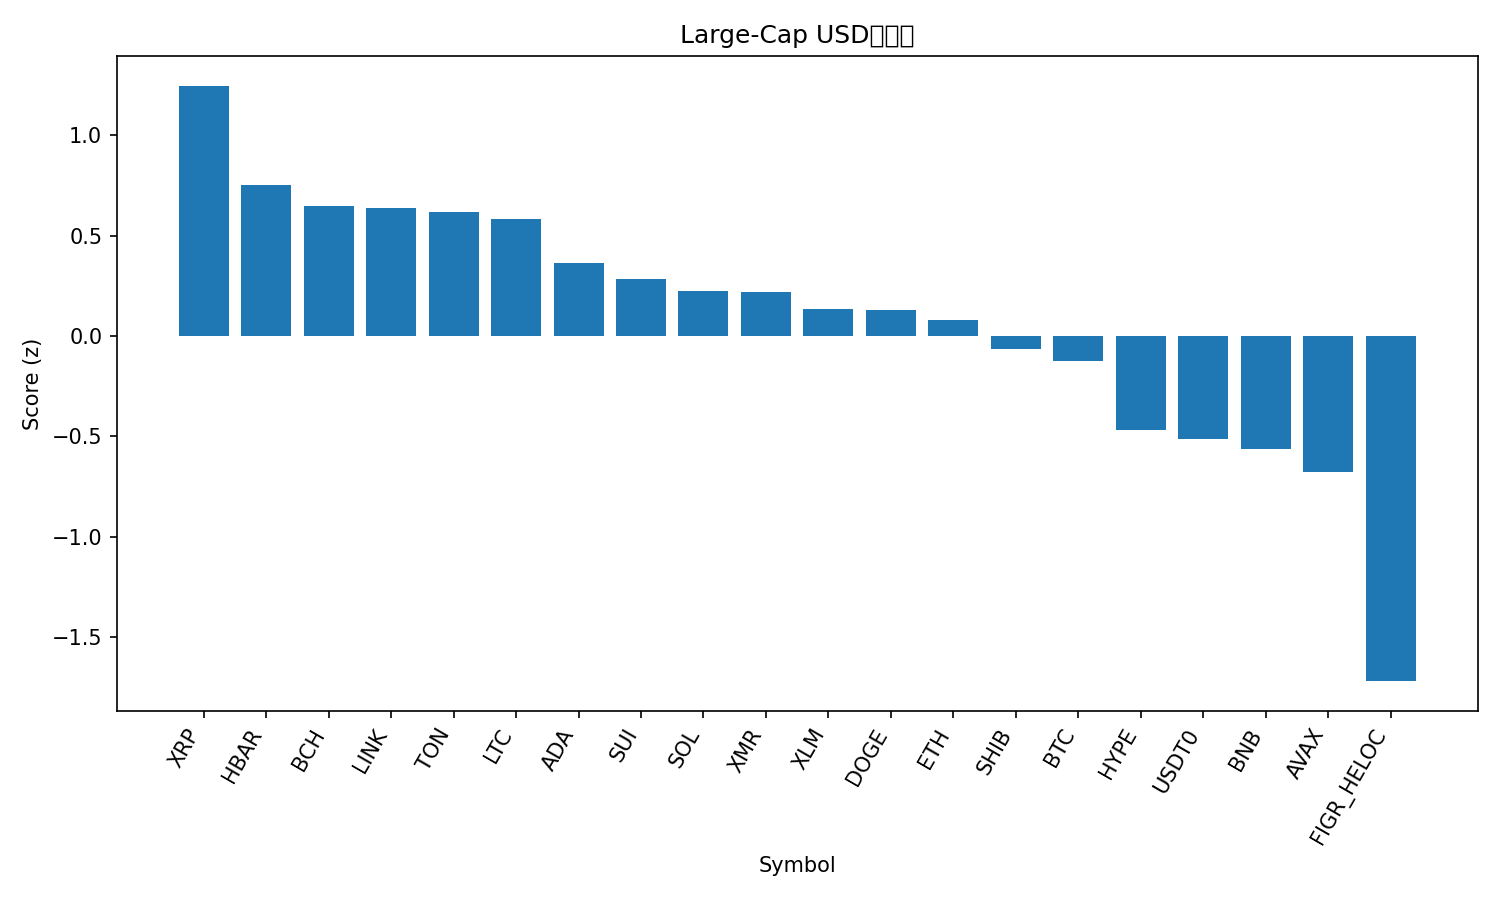 Large-Cap USD
1.0
0.5
0.0
−0.5
−1.0
−1.5
Score (z)
XRP
HBAR
BCH
LINK
TON
LTC
ADA
SUI
SOL
XMR
XLM
DOGE
ETH
SHIB
BTC
HYPE
USDT0
BNB
AVAX
FIGR_HELOC
Symbol